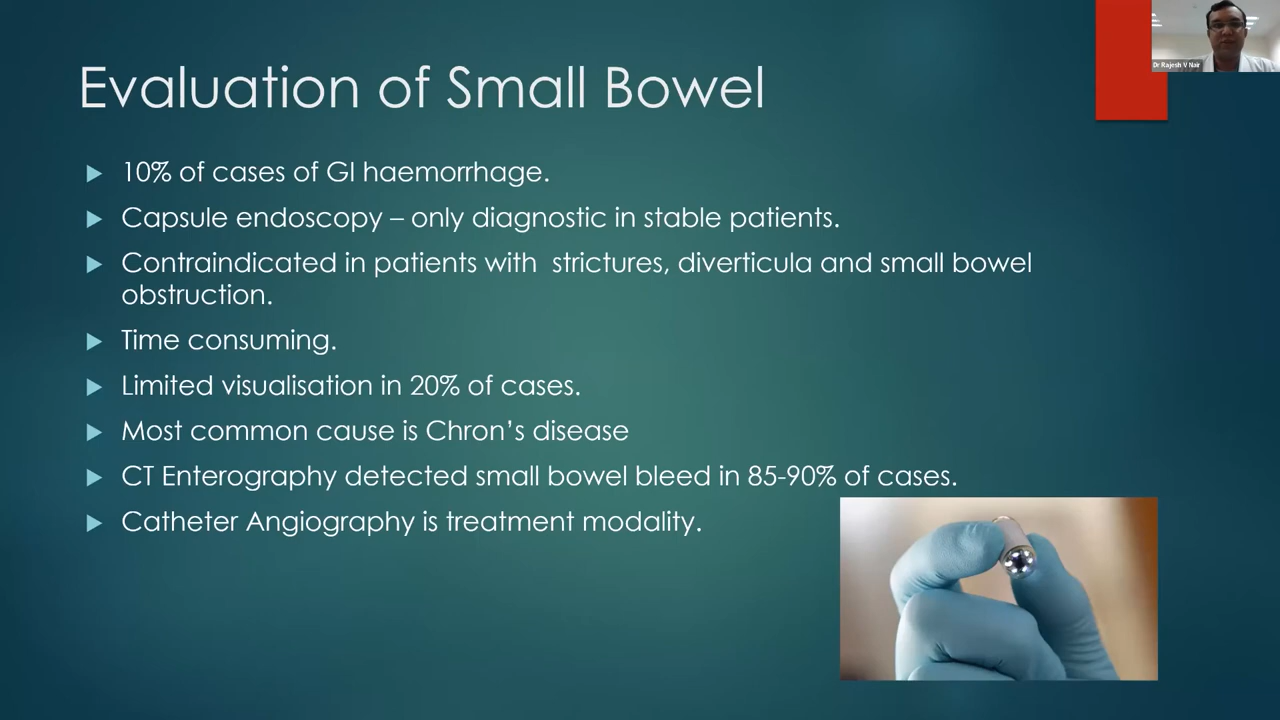 Dr Rajesh V Nair
Evaluation of Small Bowel
10% of cases of GI haemorrhage.
Capsule endoscopy – only diagnostic in stable patients.
Contraindicated in patients with  strictures, diverticula and small bowel
obstruction.
Time consuming.
Limited visualisation in 20% of cases.
Most common cause is Chron’s disease
CT Enterography detected small bowel bleed in 85-90% of cases.
Catheter Angiography is treatment modality.